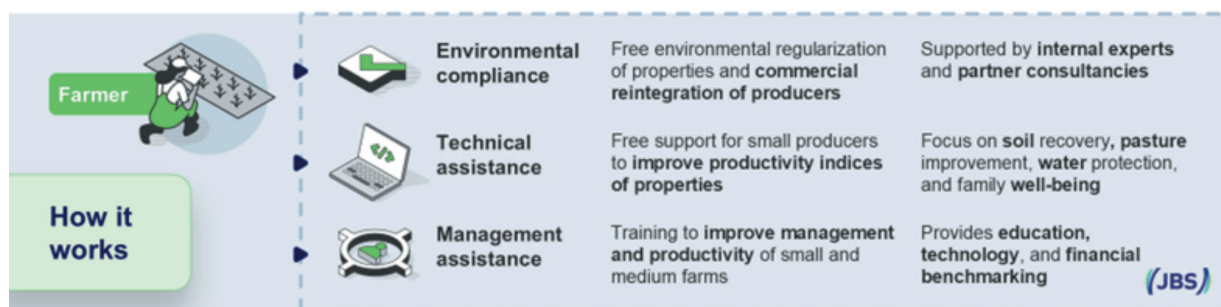 Farmer
How it
works
Environmental
compliance
Free environmental regularization
of properties and commercial
reintegration of producers
Supported by internal experts
and partner consultancies
Technical
assistance
Free support for small producers
to improve productivity indices
of properties
Focus on soil recovery, pasture
improvement, water protection,
and family well-being
Management
assistance
Training to improve management
and productivity of small and
medium farms
Provides education,
technology, and financial
benchmarking
JBS